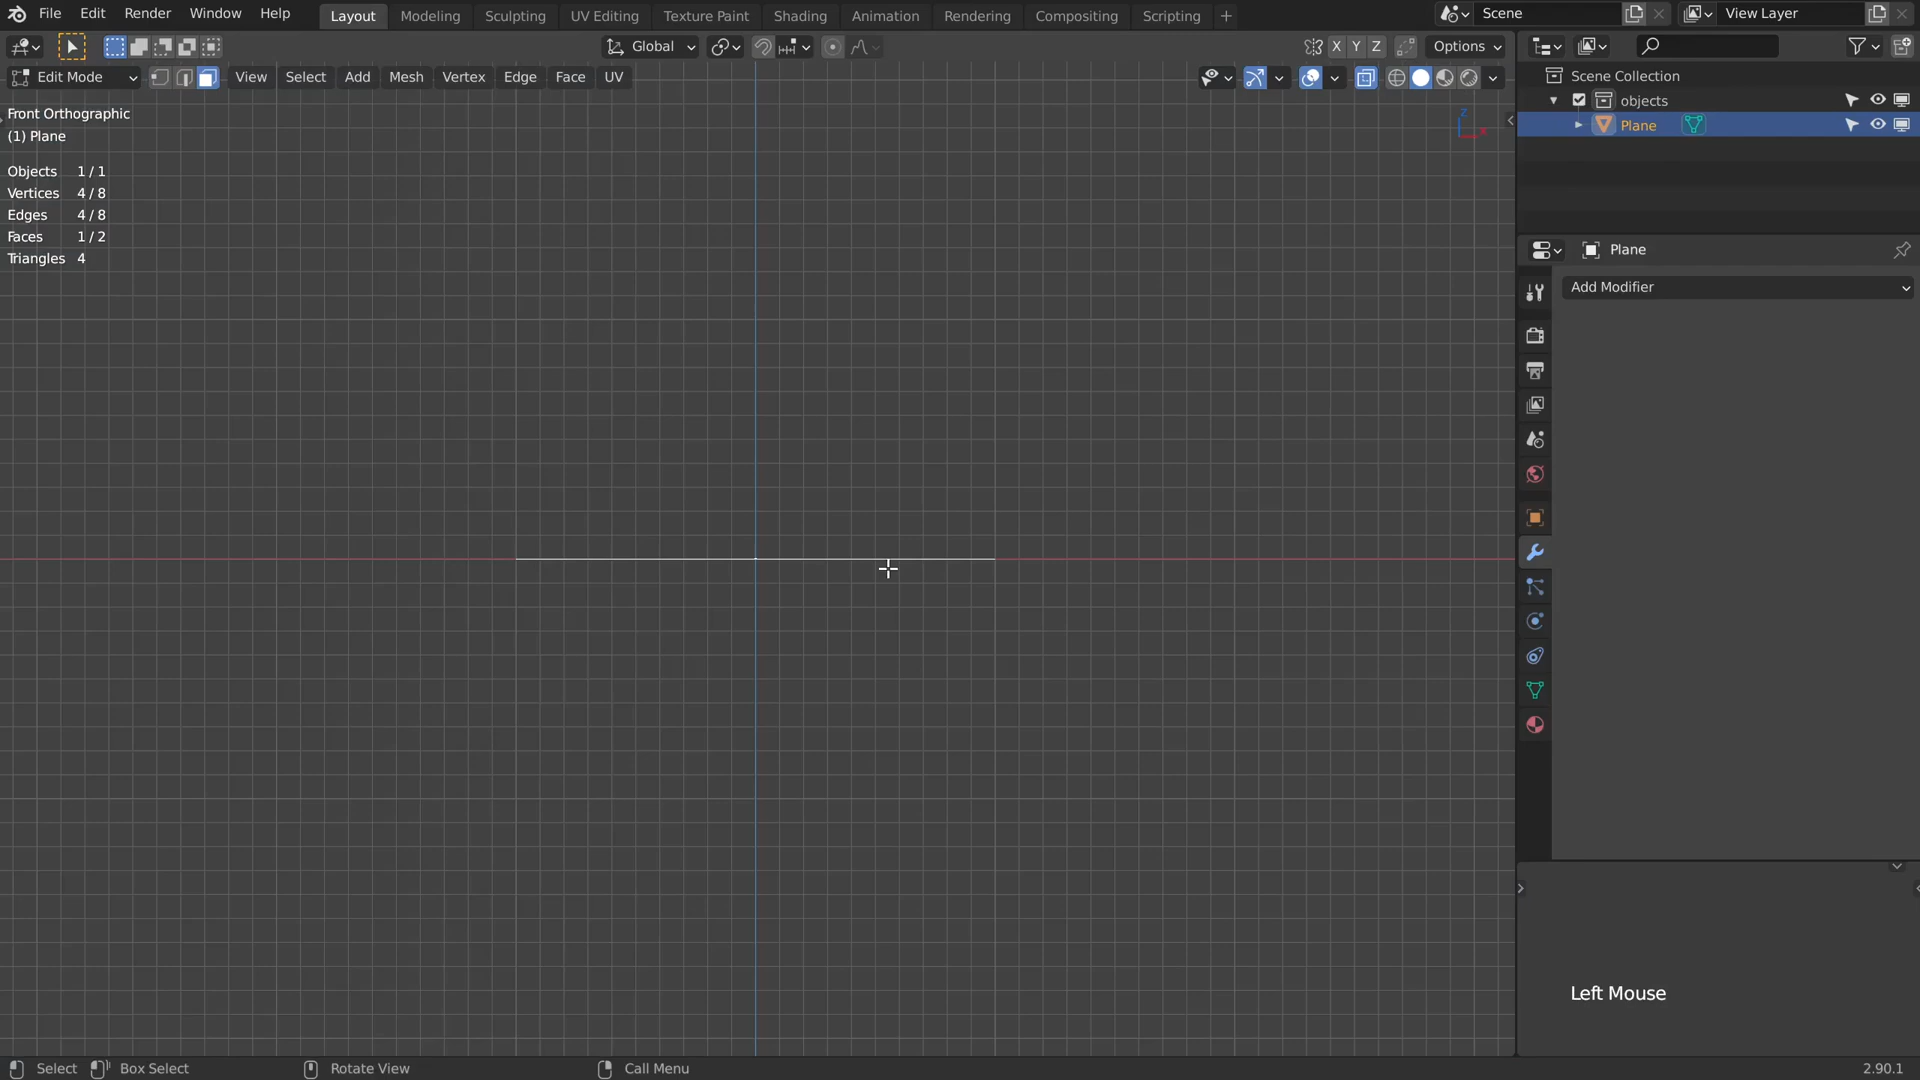 File Edit Render Window Help Layout Modeling Sculpting UV Editing Texture Paint Shading Animation Rendering Compositing Scripting + Scene View Layer
Global X Y Z Options
Edit Mode View Select Add Mesh Vertex Edge Face UV
Front Orthographic
(1) Plane
Objects 1 / 1
Vertices 4 / 8
Edges 4 / 8
Faces 1 / 2
Triangles 4
Z
X
Scene Collection
objects
Plane
Plane
Add Modifier
Left Mouse
Select Box Select Rotate View Call Menu 2.90.1